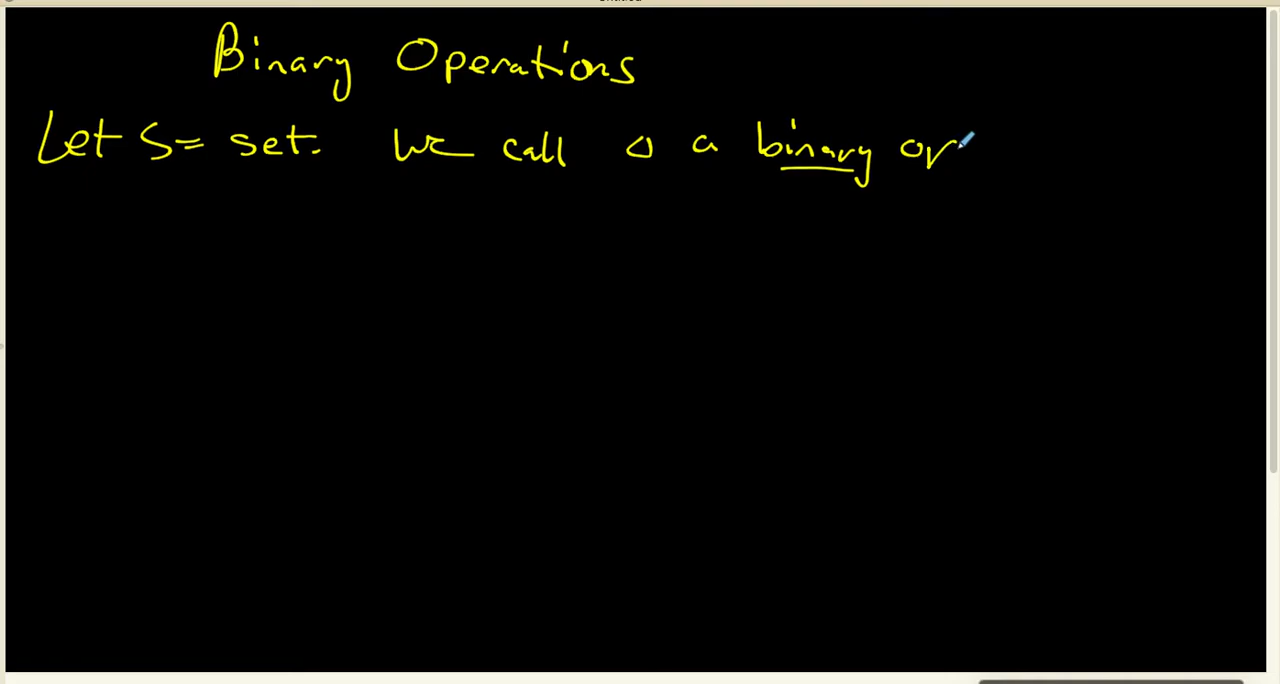 Binary Operations
Let S = set. We call ∘ a binary op